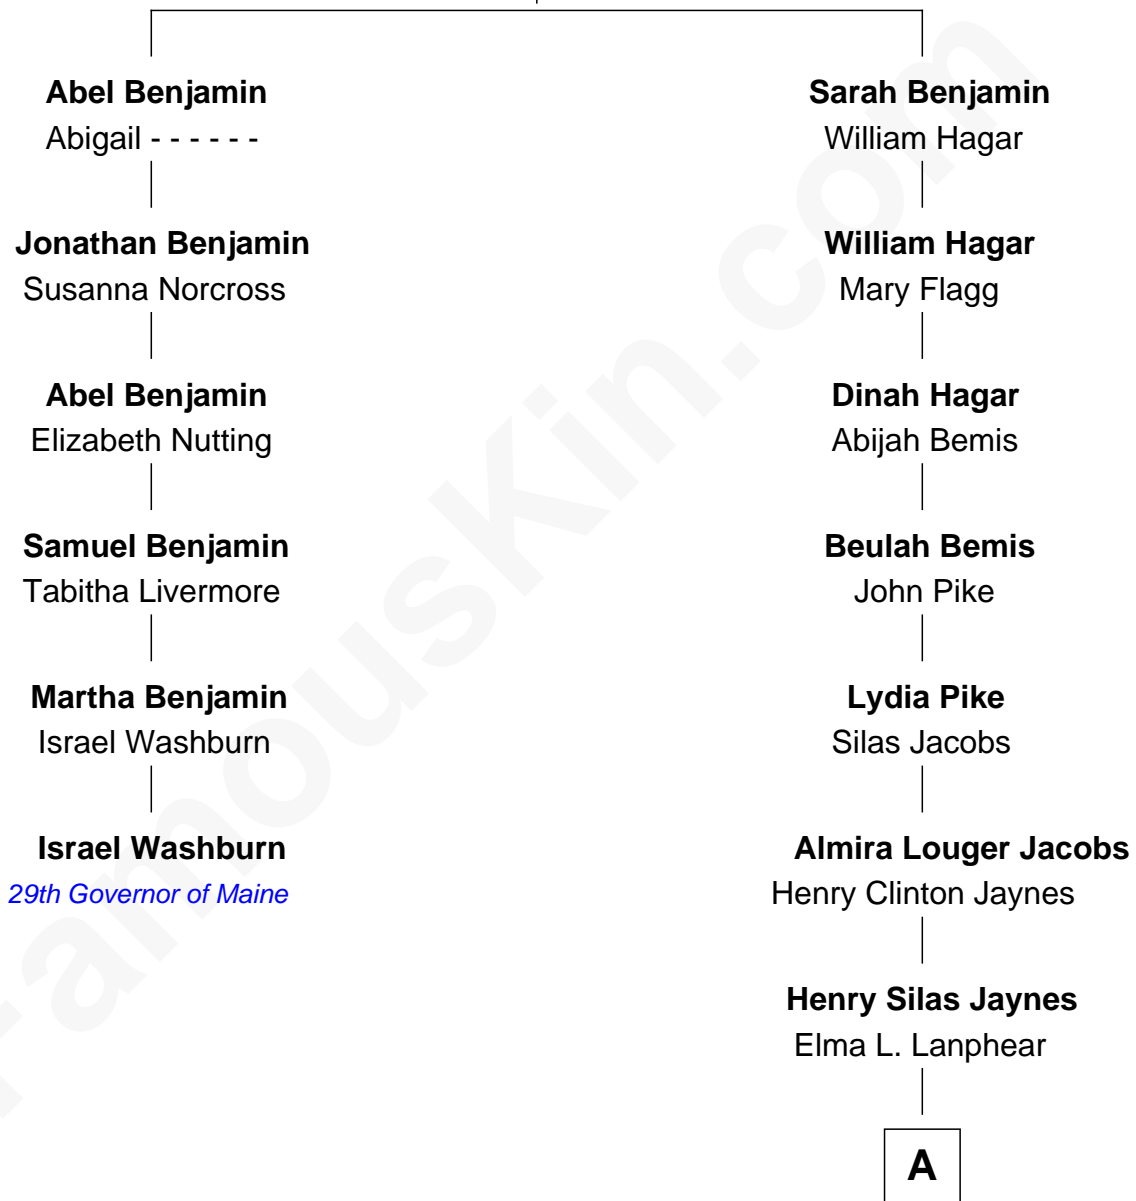 Abel Benjamin
Abigail - - - - - -
Jonathan Benjamin
Susanna Norcross
Abel Benjamin
Elizabeth Nutting
Samuel Benjamin
Tabitha Livermore
Martha Benjamin
Israel Washburn
Israel Washburn
29th Governor of Maine
Sarah Benjamin
William Hagar
William Hagar
Mary Flagg
Dinah Hagar
Abijah Bemis
Beulah Bemis
John Pike
Lydia Pike
Silas Jacobs
Almira Louger Jacobs
Henry Clinton Jaynes
Henry Silas Jaynes
Elma L. Lanphear
A
FamousKin.com